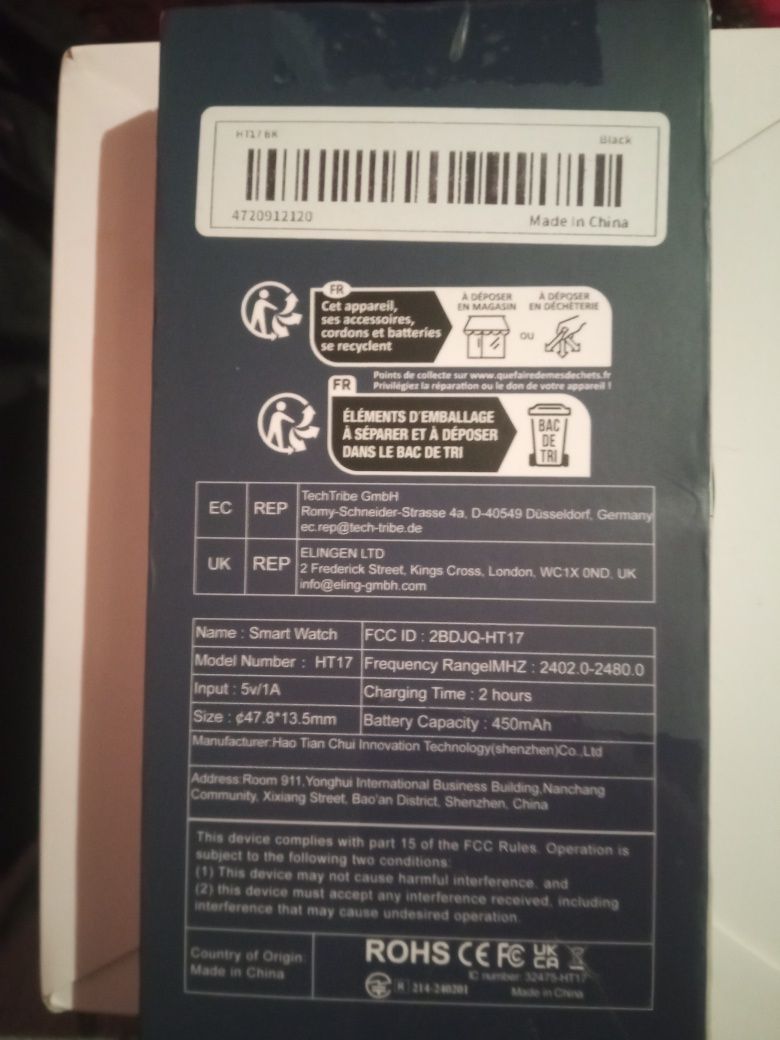 HT17BK
Black
4720912120
Made In China
FR
Cet appareil,
ses accessoires,
cordons et batteries
se recyclent
À DÉPOSER
EN MAGASIN
OU
À DÉPOSER
EN DÉCHÈTERIE
Points de collecte sur www.quefairedemesdechets.fr
Privilégiez la réparation ou le don de votre appareil !
FR
ÉLÉMENTS D'EMBALLAGE
À SÉPARER ET À DÉPOSER
DANS LE BAC DE TRI
BAC
DE
TRI
EC REP
TechTribe GmbH
Romy-Schneider-Strasse 4a, D-40549 Düsseldorf, Germany
ec.rep@tech-tribe.de
UK REP
ELINGEN LTD
2 Frederick Street, Kings Cross, London, WC1X 0ND, UK
info@eling-gmbh.com
Name : Smart Watch FCC ID : 2BDJQ-HT17
Model Number : HT17 Frequency RangelMHZ : 2402.0-2480.0
Input : 5v/1A Charging Time : 2 hours
Size : ¢47.8*13.5mm Battery Capacity : 450mAh
Manufacturer:Hao Tian Chui Innovation Technology(shenzhen)Co.,Ltd
Address:Room 911,Yonghui International Business Building,Nanchang
Community, Xixiang Street, Bao'an District, Shenzhen, China
This device complies with part 15 of the FCC Rules. Operation is
subject to the following two conditions:
(1) This device may not cause harmful interference, and
(2) this device must accept any interference received, including
interference that may cause undesired operation.
Country of Origin:
Made in China
ROHS CE FC UK CA
IC number: 32475-HT17
R 214-240201
Made in China